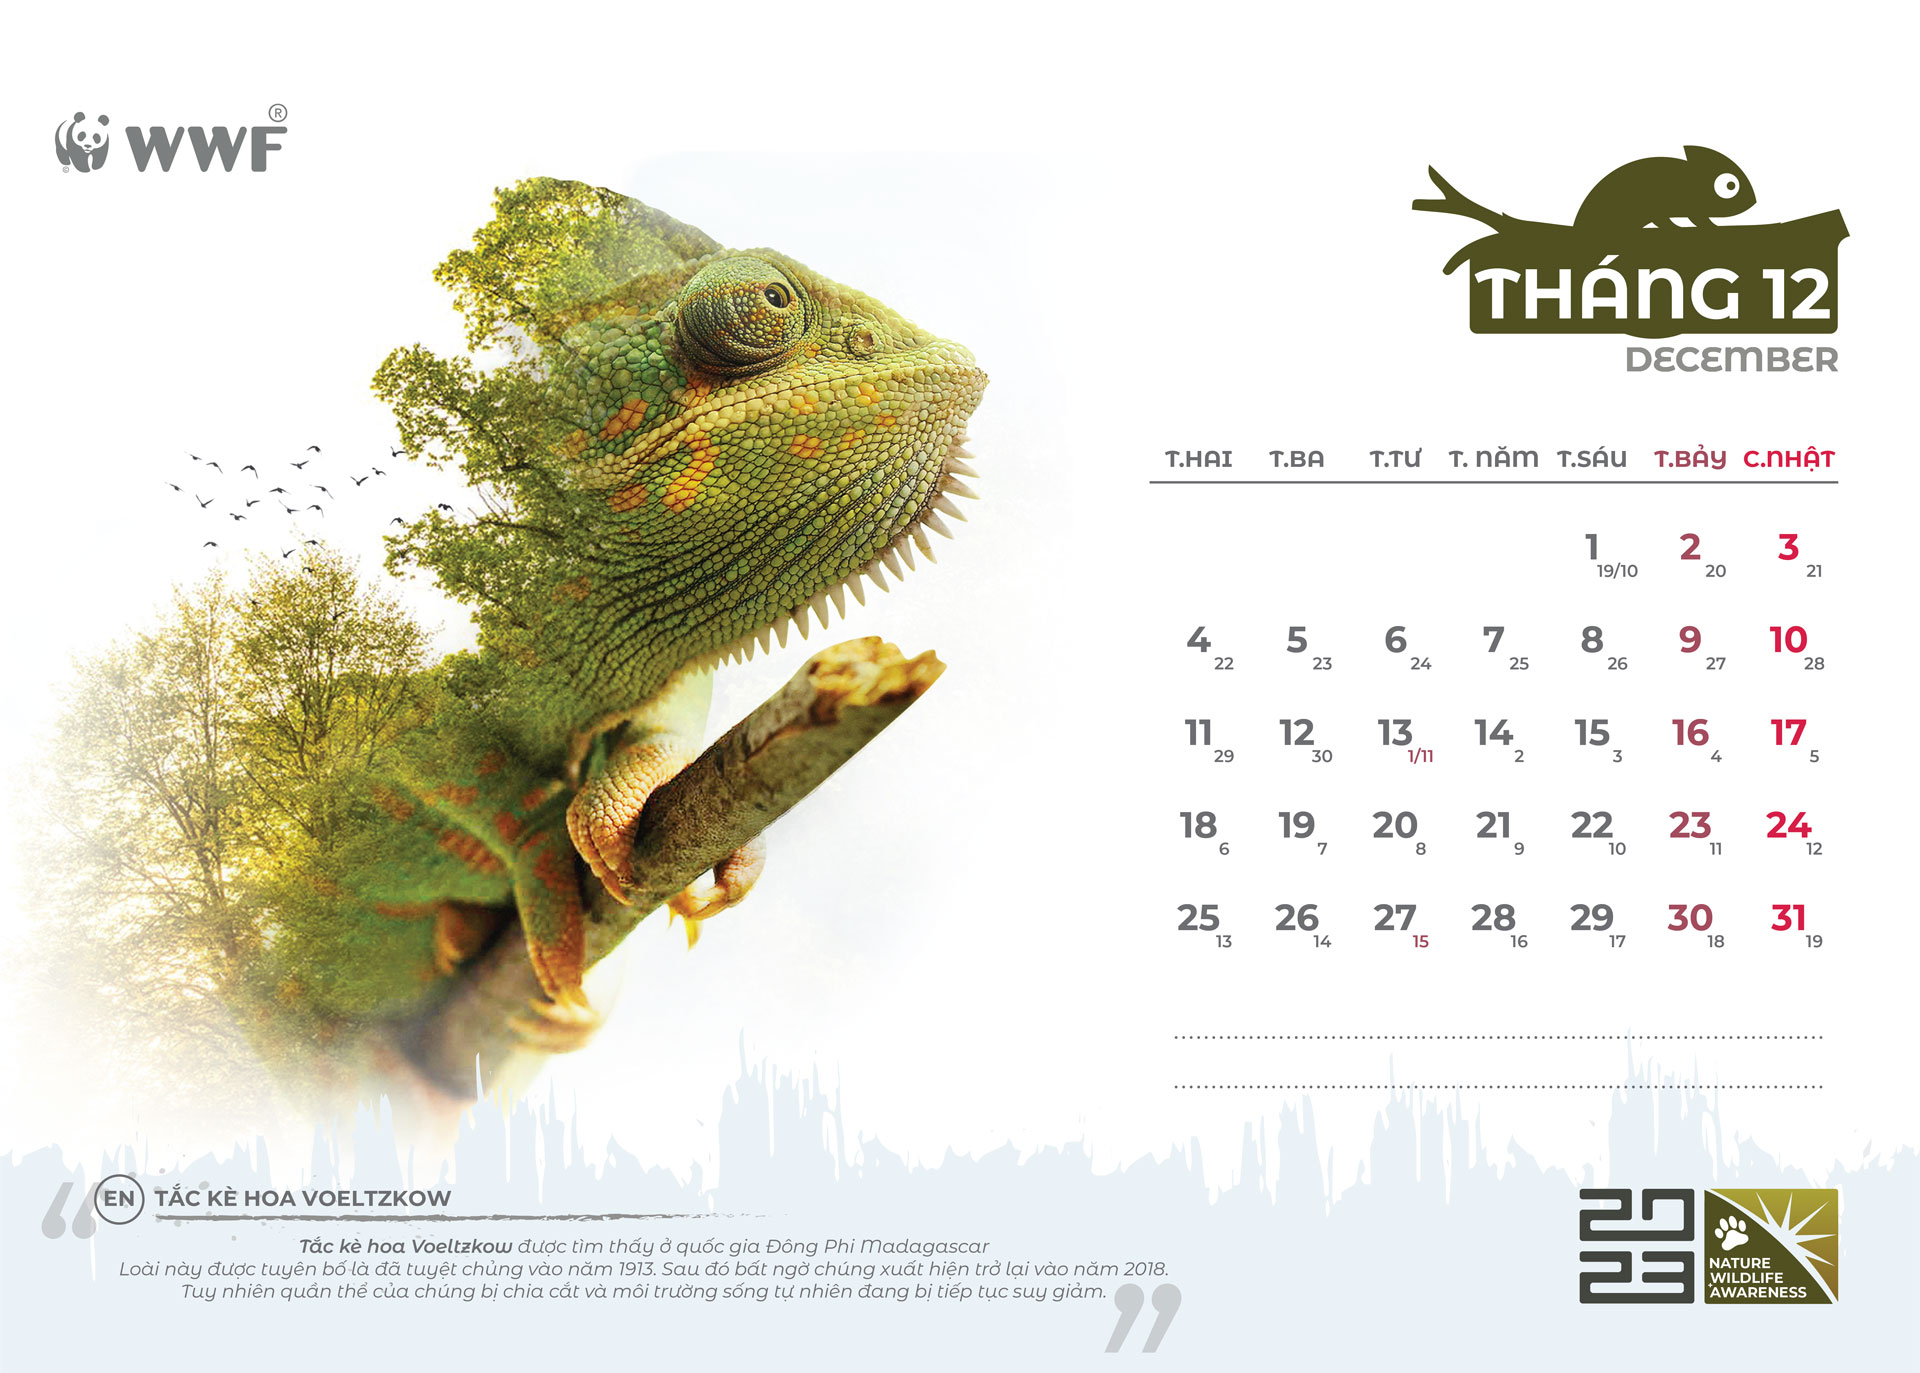 WWF®
©
THÁNG 12
DECEMBER
T.HAI T.BA T.TƯ T. NĂM T.SÁU T.BẢY C.NHẬT
1 2 3
19/10 20 21
4 5 6 7 8 9 10
22 23 24 25 26 27 28
11 12 13 14 15 16 17
29 30 1/11 2 3 4 5
18 19 20 21 22 23 24
6 7 8 9 10 11 12
25 26 27 28 29 30 31
13 14 15 16 17 18 19
“ EN TẮC KÈ HOA VOELTZKOW
Tắc kè hoa Voeltzkow được tìm thấy ở quốc gia Đông Phi Madagascar
Loài này được tuyên bố là đã tuyệt chủng vào năm 1913. Sau đó bất ngờ chúng xuất hiện trở lại vào năm 2018.
Tuy nhiên quần thể của chúng bị chia cắt và môi trường sống tự nhiên đang bị tiếp tục suy giảm. ”
2023
NATURE
WILDLIFE
+AWARENESS